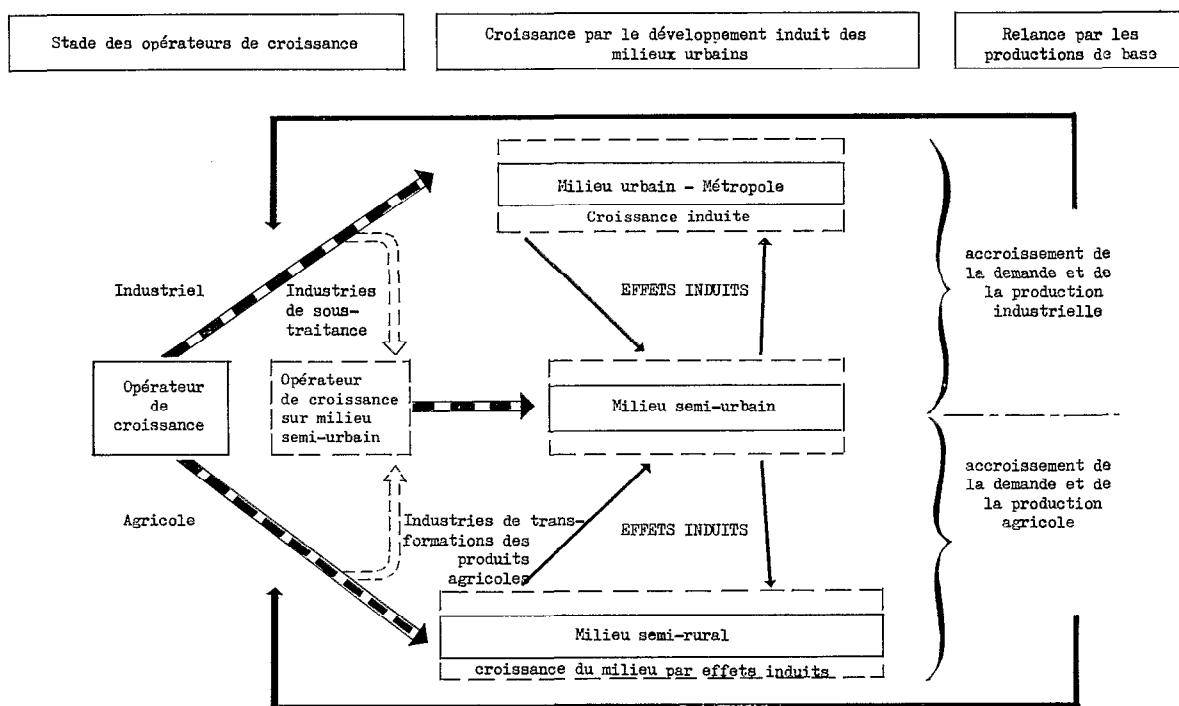 Stade des opérateurs de croissance
Croissance par le développement induit des
milieux urbains
Relance par les
productions de base
Milieu urbain - Métropole
Croissance induite
Industriel
Industries
de sous-
traitance
EFFETS INDUITS
accroissement de
la demande et de
la production
industrielle
Opérateur
de
croissance
Opérateur
de croissance
sur milieu
semi-urbain
Milieu semi-urbain
Agricole
Industries de trans-
formations des
produits
agricoles
EFFETS INDUITS
accroissement de
la demande et de
la production
agricole
Milieu semi-rural
croissance du milieu par effets induits